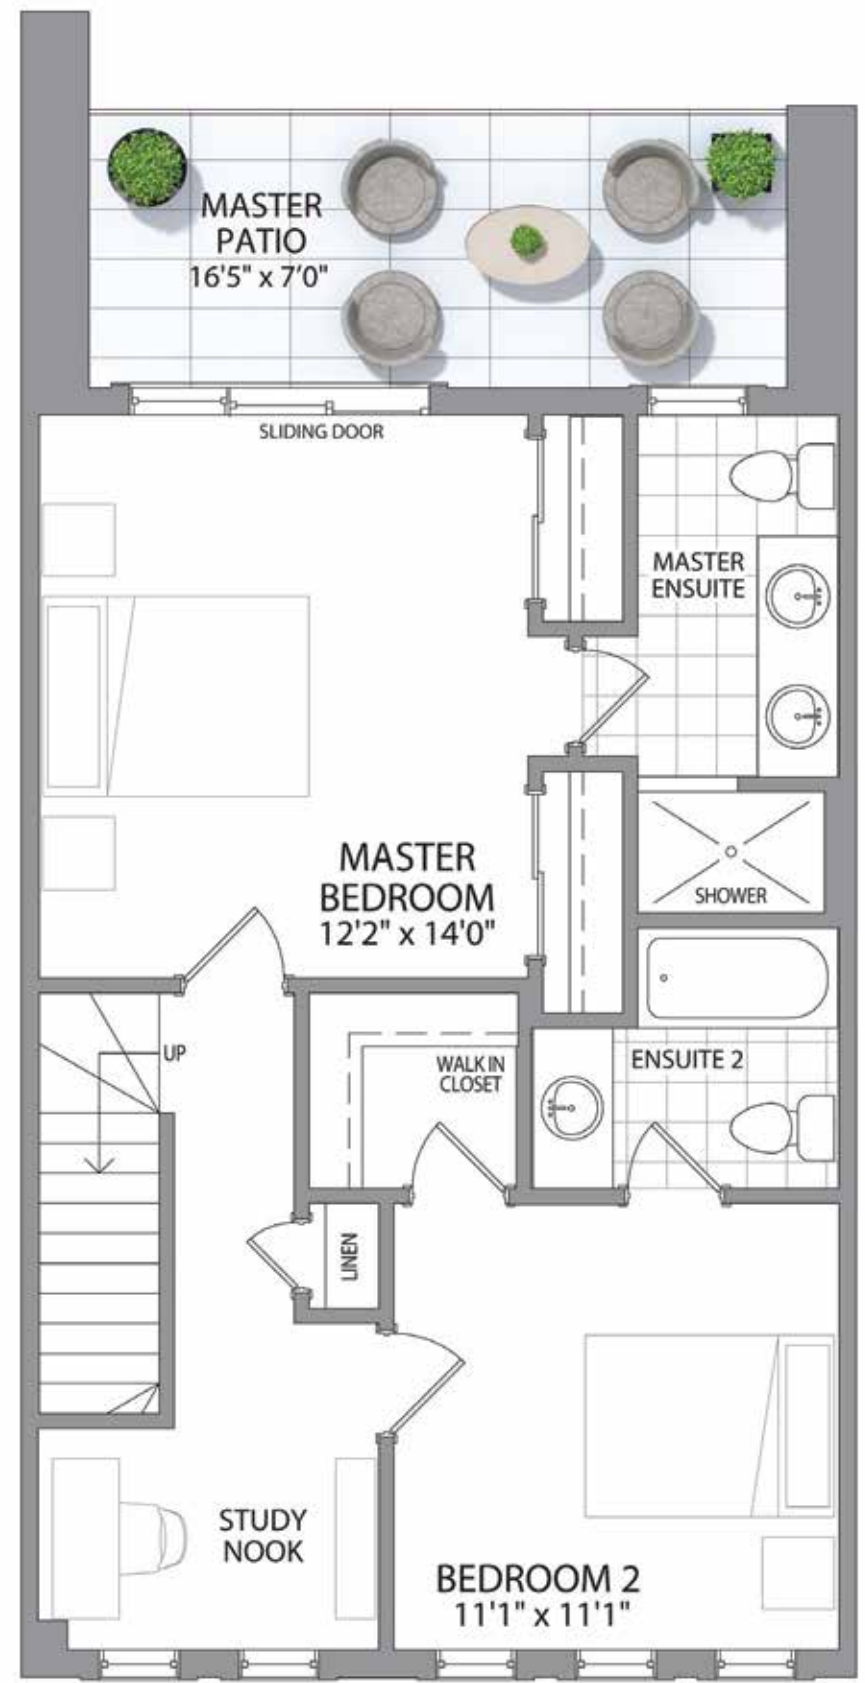 MASTER
PATIO
16'5" x 7'0"
SLIDING DOOR
MASTER
ENSUITE
MASTER
BEDROOM
12'2" x 14'0"
SHOWER
UP
WALK IN
CLOSET
ENSUITE 2
LINEN
STUDY
NOOK
BEDROOM 2
11'1" x 11'1"